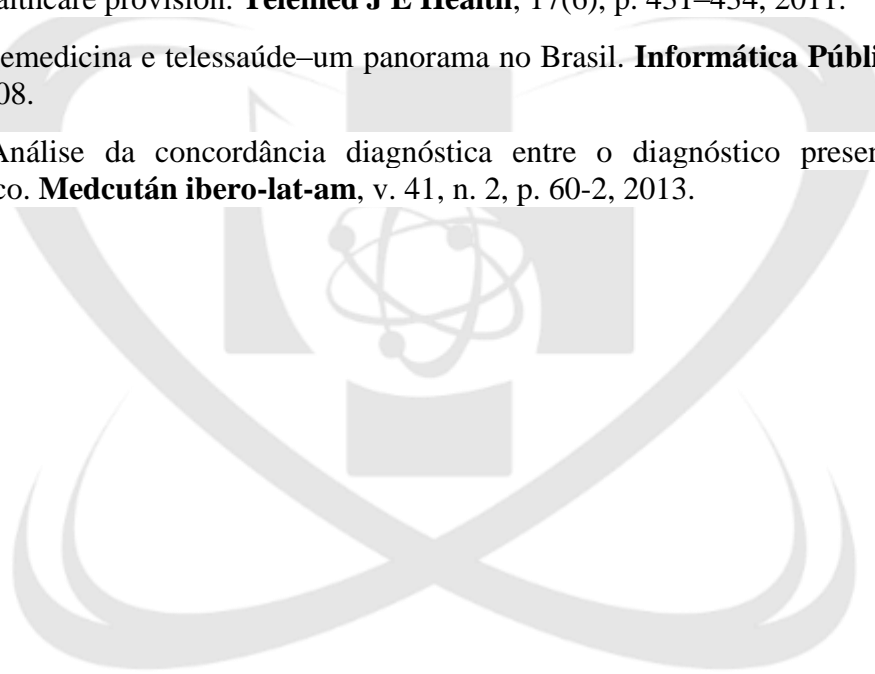 althcare provision. Telemed J E Health, 17(6), p. 431–434, 2011.
emedicina e telessaúde–um panorama no Brasil. Informática Públi
08.
Análise da concordância diagnóstica entre o diagnóstico presen
co. Medcután ibero-lat-am, v. 41, n. 2, p. 60-2, 2013.